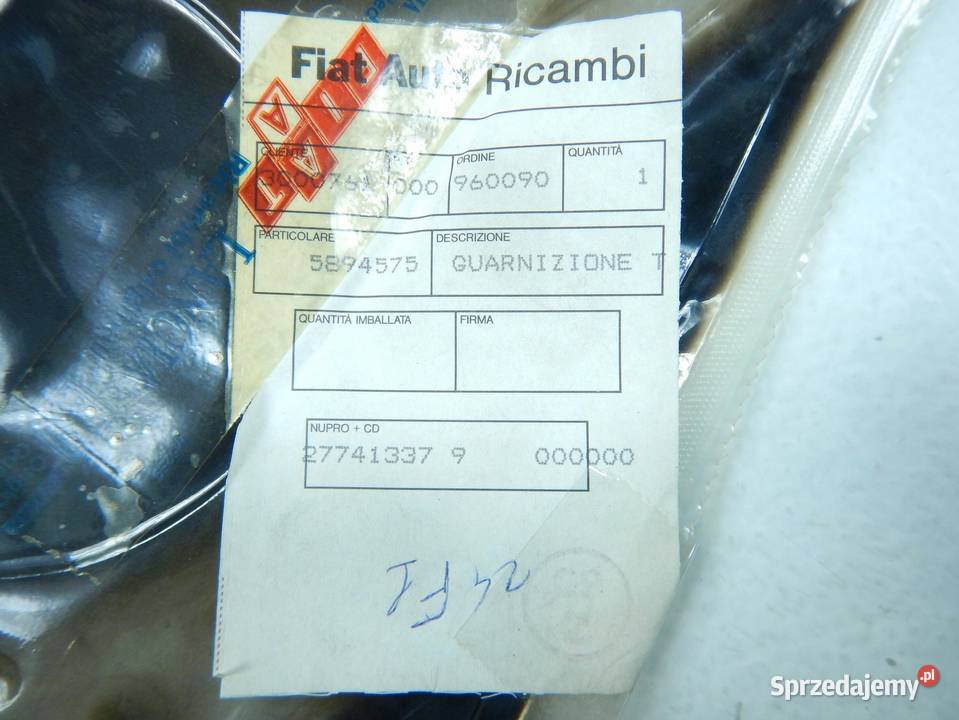 Fiat Auto Ricambi
CLIENTE
ORDINE
QUANTITÀ
000
960090
1
PARTICOLARE
DESCRIZIONE
5894575
GUARNIZIONE T
QUANTITÀ IMBALLATA
FIRMA
NUPRO + CD
27741337 9 000000
24F1
Sprzedajemy.pl